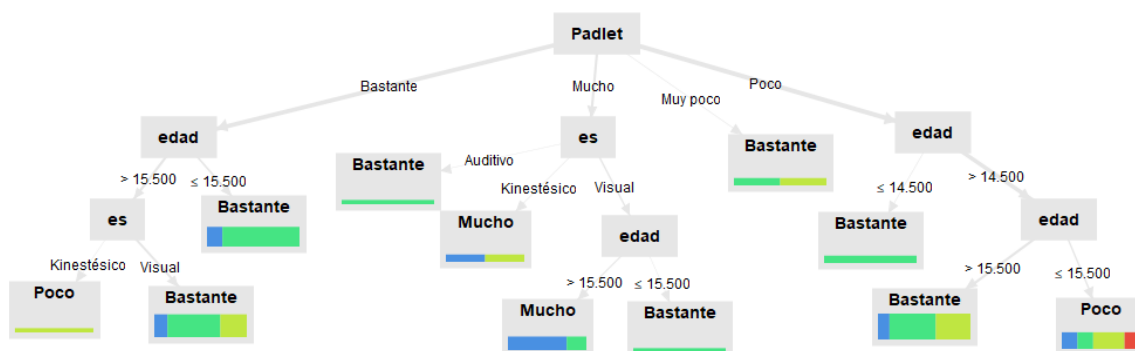 Padlet
Bastante
Mucho
Muy poco
Poco
edad
es
Bastante
edad
> 15.500
≤ 15.500
Auditivo
Kinestésico
Visual
≤ 14.500
> 14.500
es
Bastante
Bastante
Mucho
edad
Bastante
edad
Kinestésico
Visual
> 15.500
≤ 15.500
> 15.500
≤ 15.500
Poco
Bastante
Mucho
Bastante
Bastante
Poco